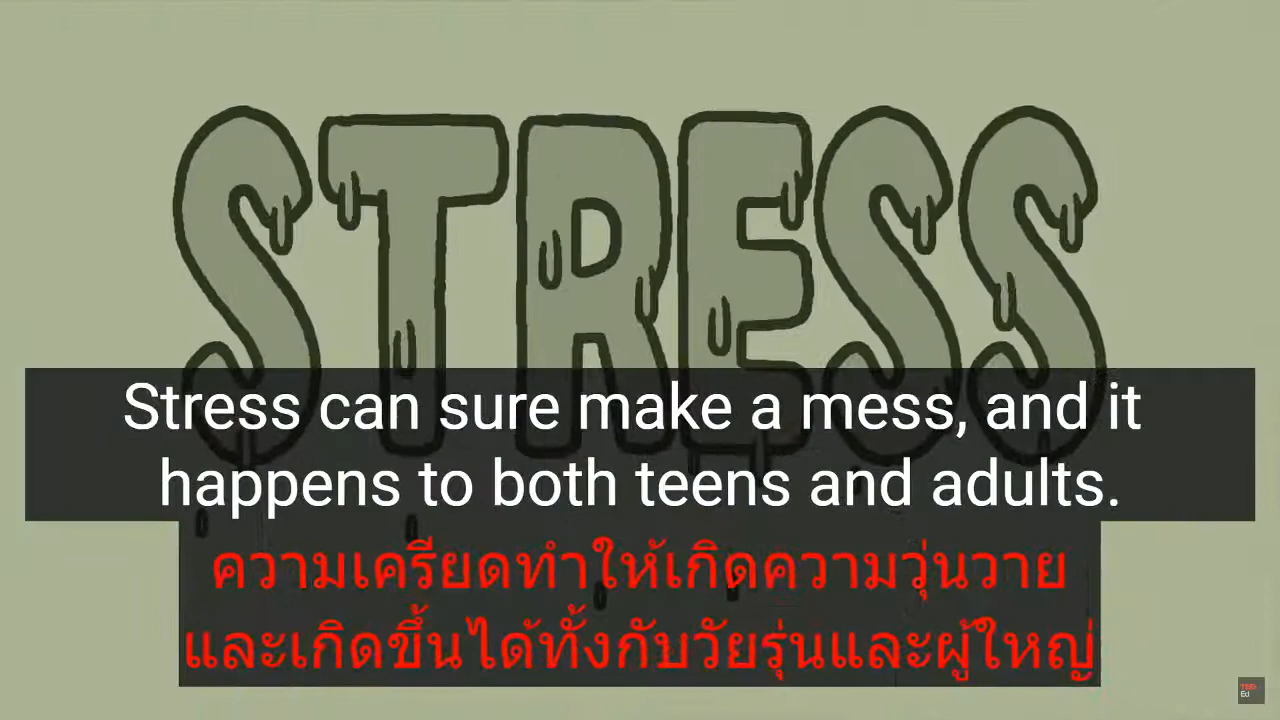 STRESS
Stress can sure make a mess, and it
happens to both teens and adults.
ความเครียดทำให้เกิดความวุ่นวาย
และเกิดขึ้นได้ทั้งกับวัยรุ่นและผู้ใหญ่
TED
Ed